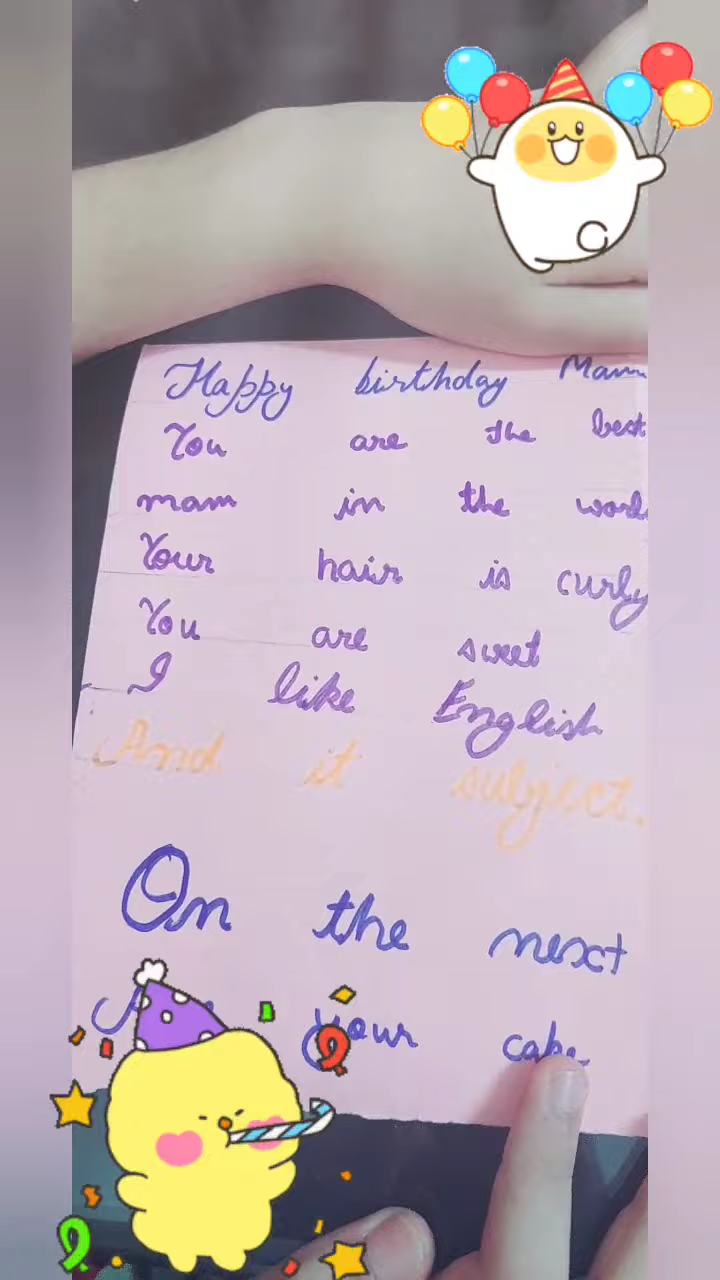 Happy birthday Mam
You are the best
mam in the world
Your hair is curly
You are sweet
I like English
And it subject.
On the next
your cake